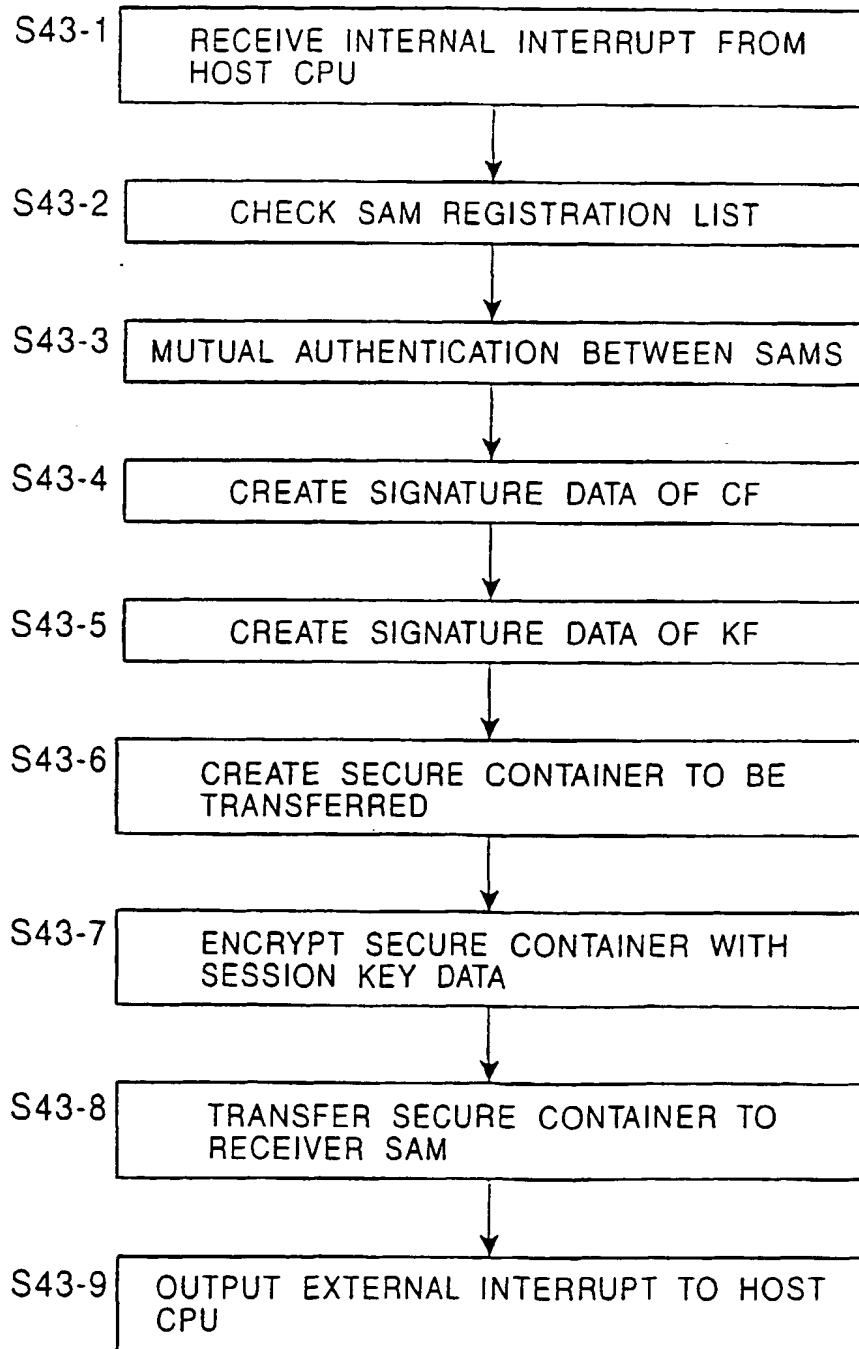 S43-1
RECEIVE INTERNAL INTERRUPT FROM
HOST CPU
S43-2
CHECK SAM REGISTRATION LIST
S43-3
MUTUAL AUTHENTICATION BETWEEN SAMS
S43-4
CREATE SIGNATURE DATA OF CF
S43-5
CREATE SIGNATURE DATA OF KF
S43-6
CREATE SECURE CONTAINER TO BE
TRANSFERRED
S43-7
ENCRYPT SECURE CONTAINER WITH
SESSION KEY DATA
S43-8
TRANSFER SECURE CONTAINER TO
RECEIVER SAM
S43-9
OUTPUT EXTERNAL INTERRUPT TO HOST
CPU